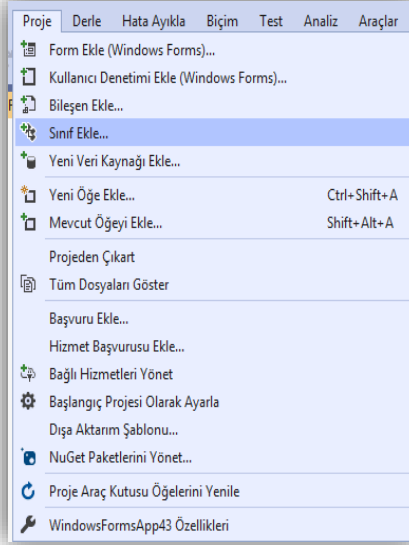 Proje Derle Hata Ayıkla Biçim Test Analiz Araçlar
Form Ekle (Windows Forms)...
Kullanıcı Denetimi Ekle (Windows Forms)...
Bileşen Ekle...
Sınıf Ekle...
Yeni Veri Kaynağı Ekle...
Yeni Öğe Ekle... Ctrl+Shift+A
Mevcut Öğeyi Ekle... Shift+Alt+A
Projeden Çıkart
Tüm Dosyaları Göster
Başvuru Ekle...
Hizmet Başvurusu Ekle...
Bağlı Hizmetleri Yönet
Başlangıç Projesi Olarak Ayarla
Dışa Aktarım Şablonu...
NuGet Paketlerini Yönet...
Proje Araç Kutusu Öğelerini Yenile
WindowsFormsApp43 Özellikleri